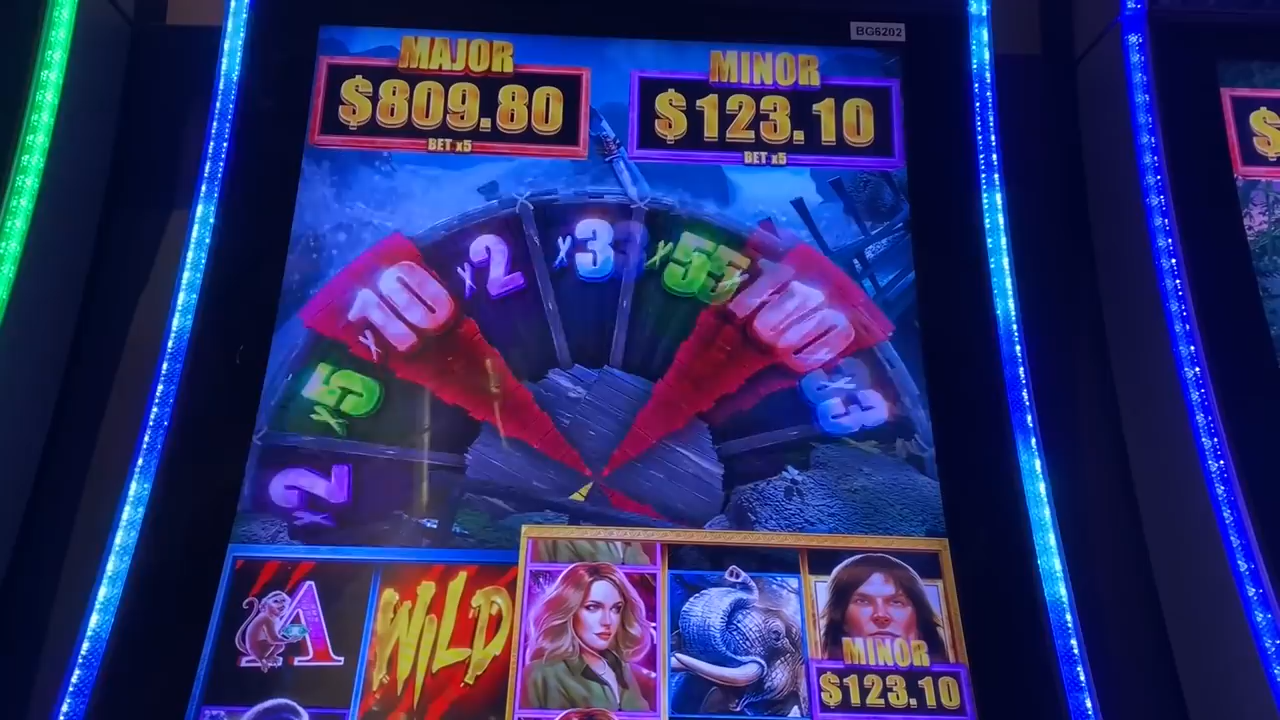 BG6202
MAJOR
$809.80
BET x5
MINOR
$123.10
BET x5
x2
x5
x10
x2
x3
x5
x100
x3
A
WILD
MINOR
$123.10
$